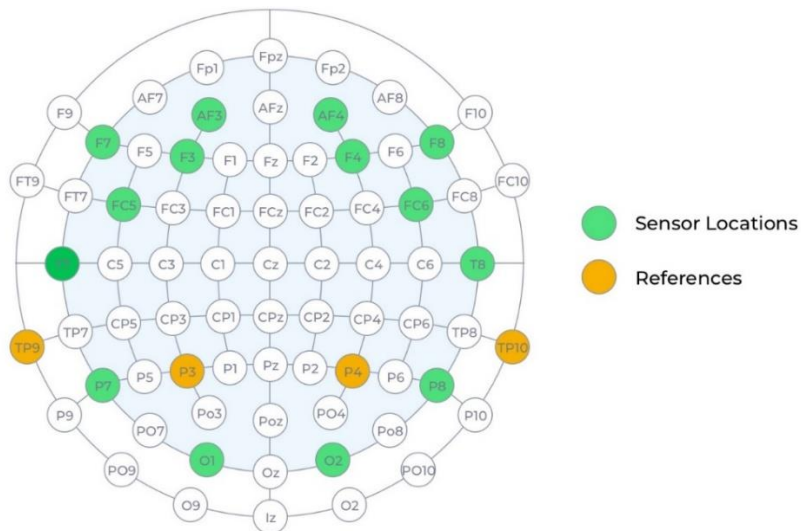 Fpz
Fp1 Fp2
AF7 AF8
AFz
AF3 AF4
F9 F10
F7 F8
F5 F3 F1 Fz F2 F4 F6
FT9 FC10
FT7 FC8
FC5 FC3 FC1 FCz FC2 FC4 FC6
Sensor Locations
C5 C3 C1 Cz C2 C4 C6 T8
References
CP5 CP3 CP1 CPz CP2 CP4 CP6
TP7 TP8
TP9 TP10
P3 P1 Pz P2 P4
P7 P5 P6 P8
P9 Po3 PO4 P10
Poz
PO7 Po8
O1 O2
PO9 Oz PO10
O9 O2
Iz